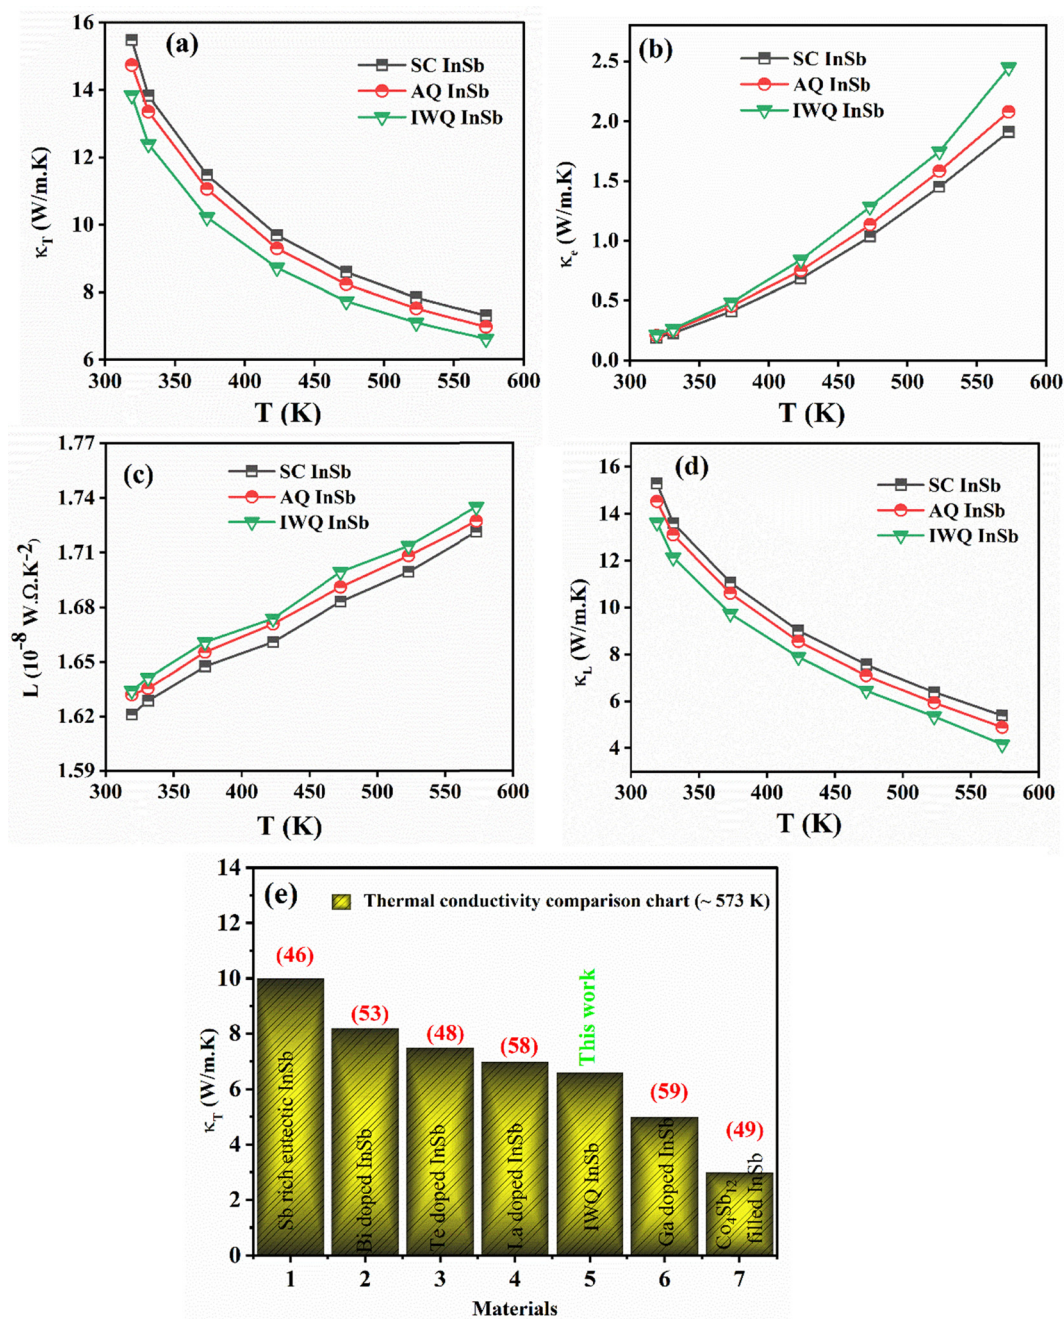 (a)
SC InSb
AQ InSb
IWQ InSb
16
14
12
10
8
6
κT (W/m.K)
300 350 400 450 500 550 600
T (K)
(b)
SC InSb
AQ InSb
IWQ InSb
2.5
2.0
1.5
1.0
0.5
0.0
κe (W/m.K)
300 350 400 450 500 550 600
T (K)
(c)
SC InSb
AQ InSb
IWQ InSb
1.77
1.74
1.71
1.68
1.65
1.62
1.59
L (10⁻⁸ W.Ω.K⁻²)
300 350 400 450 500 550 600
T (K)
(d)
SC InSb
AQ InSb
IWQ InSb
16
14
12
10
8
6
4
κL (W/m.K)
300 350 400 450 500 550 600
T (K)
(e)
Thermal conductivity comparison chart (~ 573 K)
14
12
10
8
6
4
2
0
κT (W/m.K)
(46)
(53)
(48)
(58)
This work
(59)
(49)
Sb rich eutectic InSb
Bi doped InSb
Te doped InSb
La doped InSb
IWQ InSb
Ga doped InSb
Co₄Sb₁₂
filled InSb
1 2 3 4 5 6 7
Materials